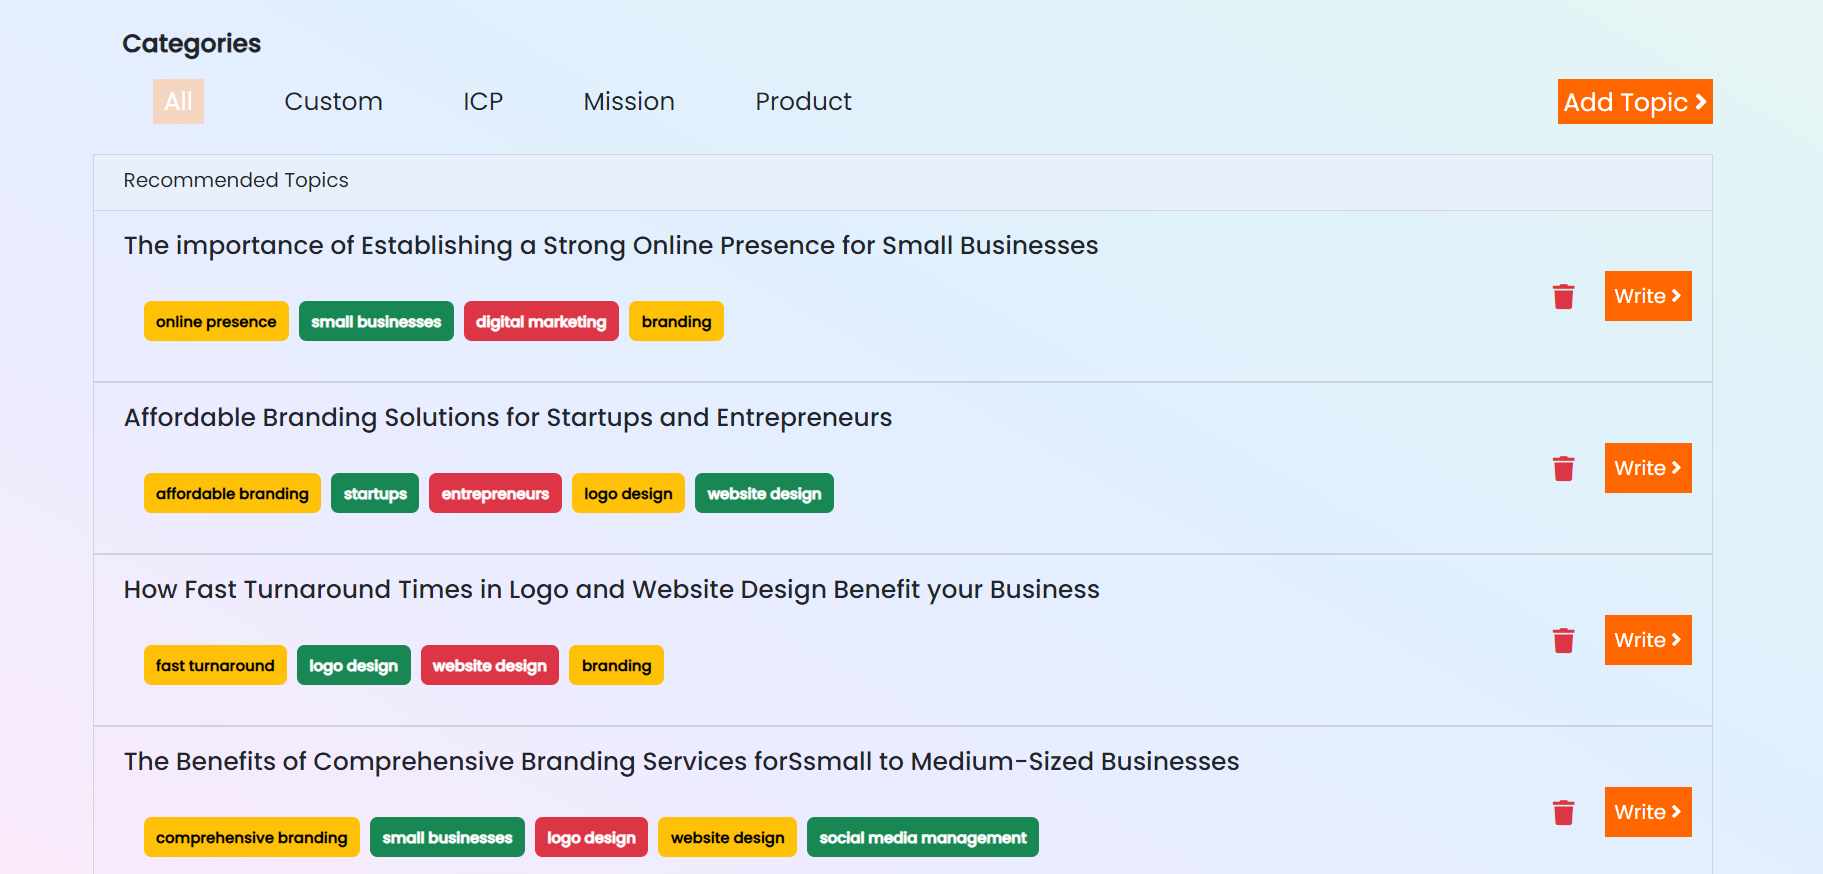 Categories
All Custom ICP Mission Product Add Topic
Recommended Topics
The importance of Establishing a Strong Online Presence for Small Businesses
Write
online presence small businesses digital marketing branding
Affordable Branding Solutions for Startups and Entrepreneurs
Write
affordable branding startups entrepreneurs logo design website design
How Fast Turnaround Times in Logo and Website Design Benefit your Business
Write
fast turnaround logo design website design branding
The Benefits of Comprehensive Branding Services forSsmall to Medium-Sized Businesses
Write
comprehensive branding small businesses logo design website design social media management